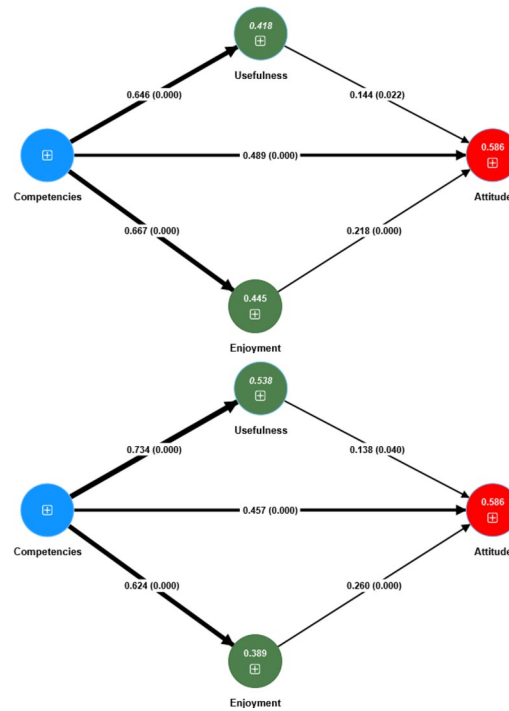 0.418
Usefulness
0.646 (0.000)
0.144 (0.022)
0.489 (0.000)
0.586
Competencies
Attitude
0.667 (0.000)
0.218 (0.000)
0.445
Enjoyment
0.538
Usefulness
0.734 (0.000)
0.138 (0.040)
0.457 (0.000)
0.586
Competencies
Attitude
0.624 (0.000)
0.260 (0.000)
0.389
Enjoyment